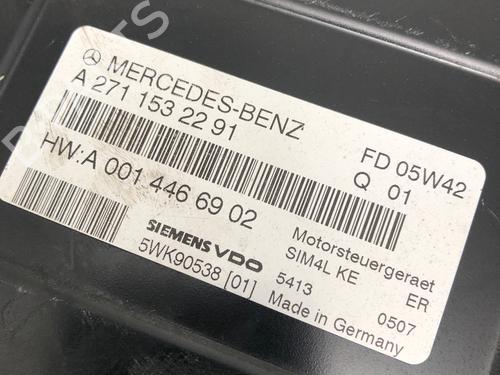 MERCEDES-BENZ
A 271 153 22 91
FD 05W42
Q 01
HW:A 001 446 69 02
SIEMENS VDO
5WK90538 [01]
Motorsteuergeraet
SIM4L KE ER
5413 0507
Made in Germany